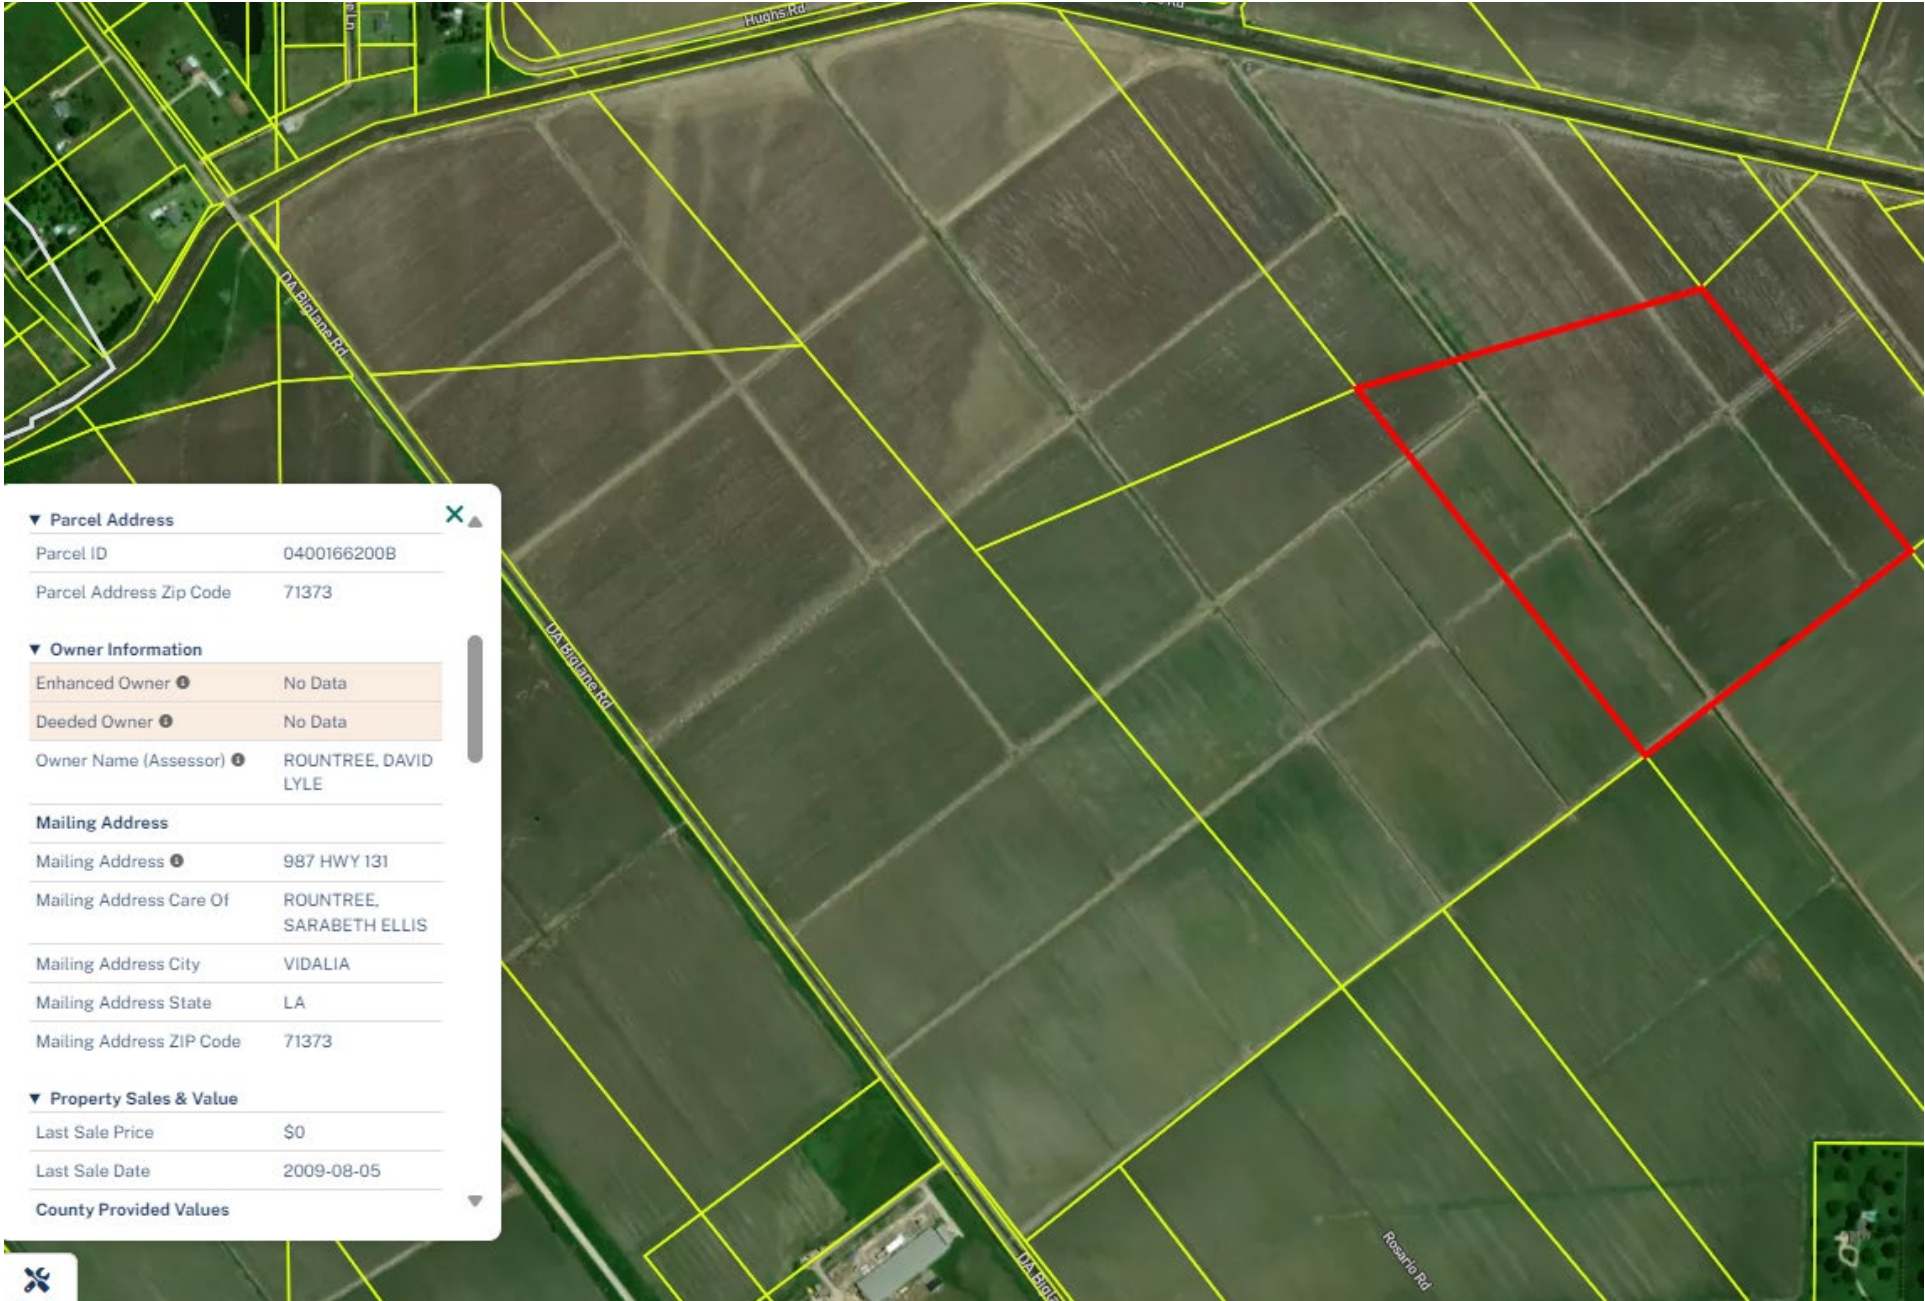 Hughs Rd
Rd
e Ln
DA Biglane Rd
▼ Parcel Address
Parcel ID 0400166200B
Parcel Address Zip Code 71373
▼ Owner Information
Enhanced Owner No Data
Deeded Owner No Data
Owner Name (Assessor) ROUNTREE, DAVID
LYLE
Mailing Address
Mailing Address 987 HWY 131
Mailing Address Care Of ROUNTREE,
SARABETH ELLIS
Mailing Address City VIDALIA
Mailing Address State LA
Mailing Address ZIP Code 71373
▼ Property Sales & Value
Last Sale Price $0
Last Sale Date 2009-08-05
County Provided Values
DA Biglane Rd
DA Bigla
Rosario Rd